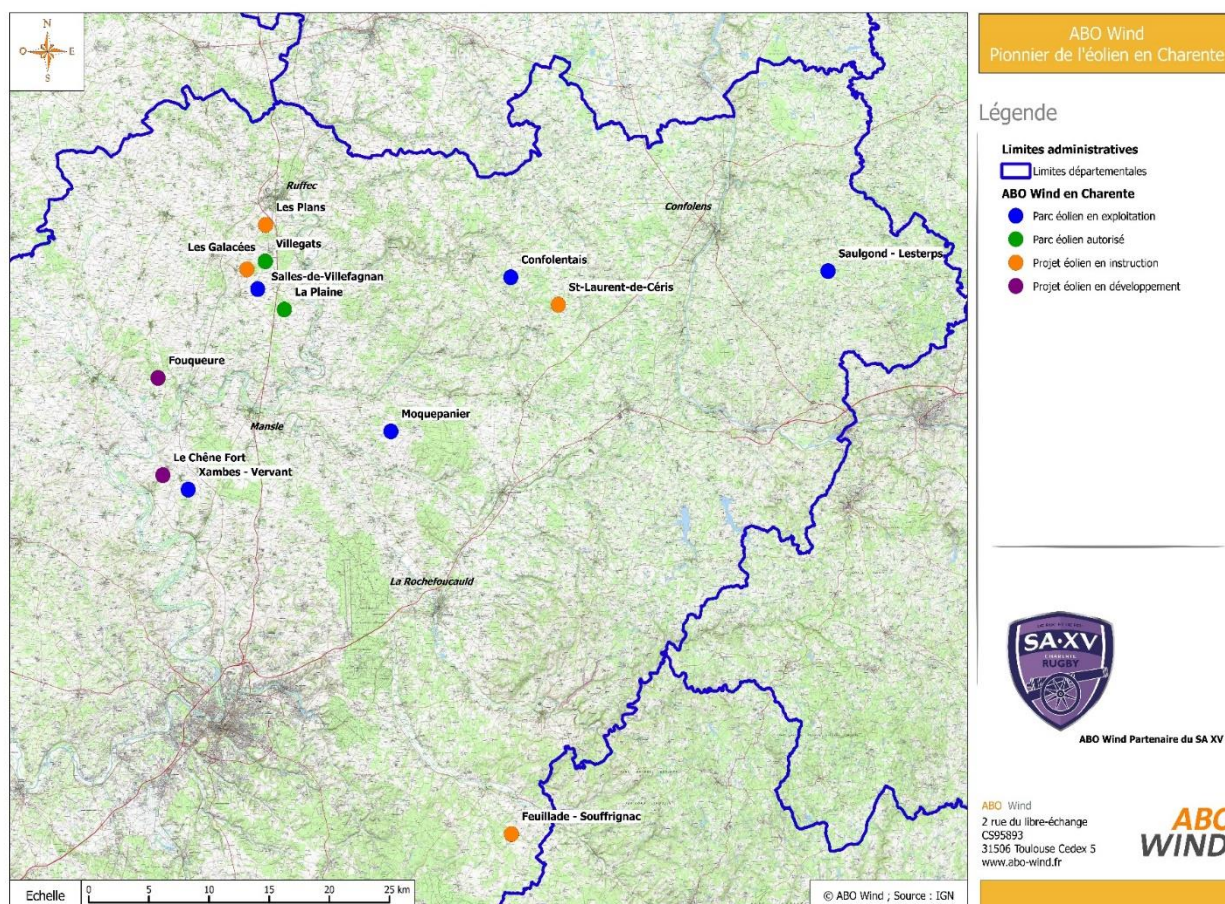 N
O
E
S
Ruffec
Les Plans
Les Galacées
Villegats
Salles-de-Villefagnan
La Plaine
Confolens
Confolentais
Saulgond - Lesterps
St-Laurent-de-Céris
Fouqueure
Mansle
Moquepanier
Le Chêne Fort
Xambes - Vervant
La Rochefoucauld
Feuillade - Souffrignac
Echelle
0 5 10 15 20 25 km
© ABO Wind ; Source : IGN
ABO Wind
Pionnier de l'éolien en Charente
Légende
Limites administratives
Limites départementales
ABO Wind en Charente
Parc éolien en exploitation
Parc éolien autorisé
Projet éolien en instruction
Projet éolien en développement
SA·XV
CHARENTE
RUGBY
ABO Wind Partenaire du SA XV
ABO Wind
2 rue du libre-échange
CS95893
31506 Toulouse Cedex 5
www.abo-wind.fr
ABO
WIND